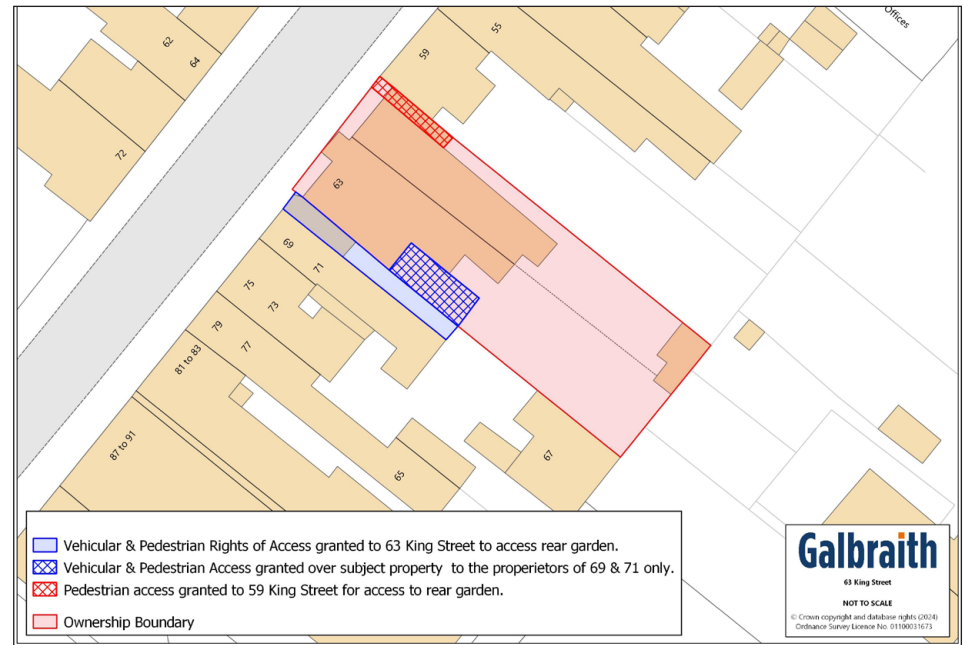 Offices
62
64
55
59
72
63
69
71
75
73
79
77
81 to 83
87 to 91
65
67
Vehicular & Pedestrian Rights of Access granted to 63 King Street to access rear garden.
Vehicular & Pedestrian Access granted over subject property to the properietors of 69 & 71 only.
Pedestrian access granted to 59 King Street for access to rear garden.
Ownership Boundary
Galbraith
63 King Street
NOT TO SCALE
© Crown copyright and database rights (2024)
Ordnance Survey Licence No. 01100031673